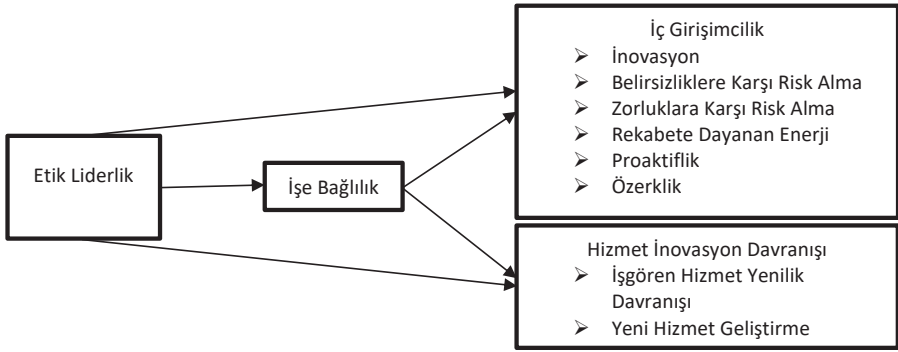 Etik Liderlik
İşe Bağlılık
İç Girişimcilik
➢ İnovasyon
➢ Belirsizliklere Karşı Risk Alma
➢ Zorluklara Karşı Risk Alma
➢ Rekabete Dayanan Enerji
➢ Proaktiflik
➢ Özerklik
Hizmet İnovasyon Davranışı
➢ İşgören Hizmet Yenilik
Davranışı
➢ Yeni Hizmet Geliştirme